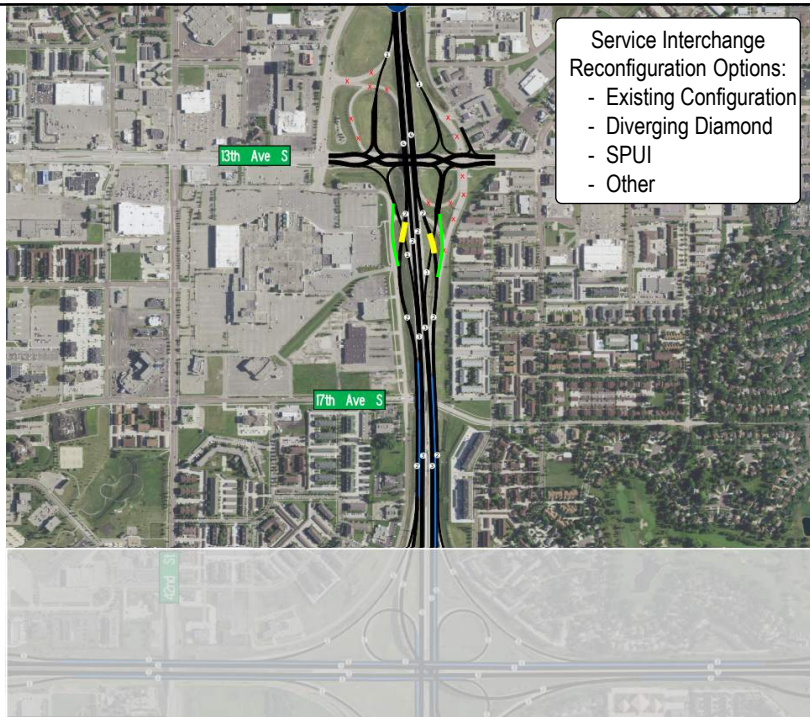 Service Interchange
Reconfiguration Options:
- Existing Configuration
- Diverging Diamond
- SPUI
- Other
13th Ave S
17th Ave S
42nd St